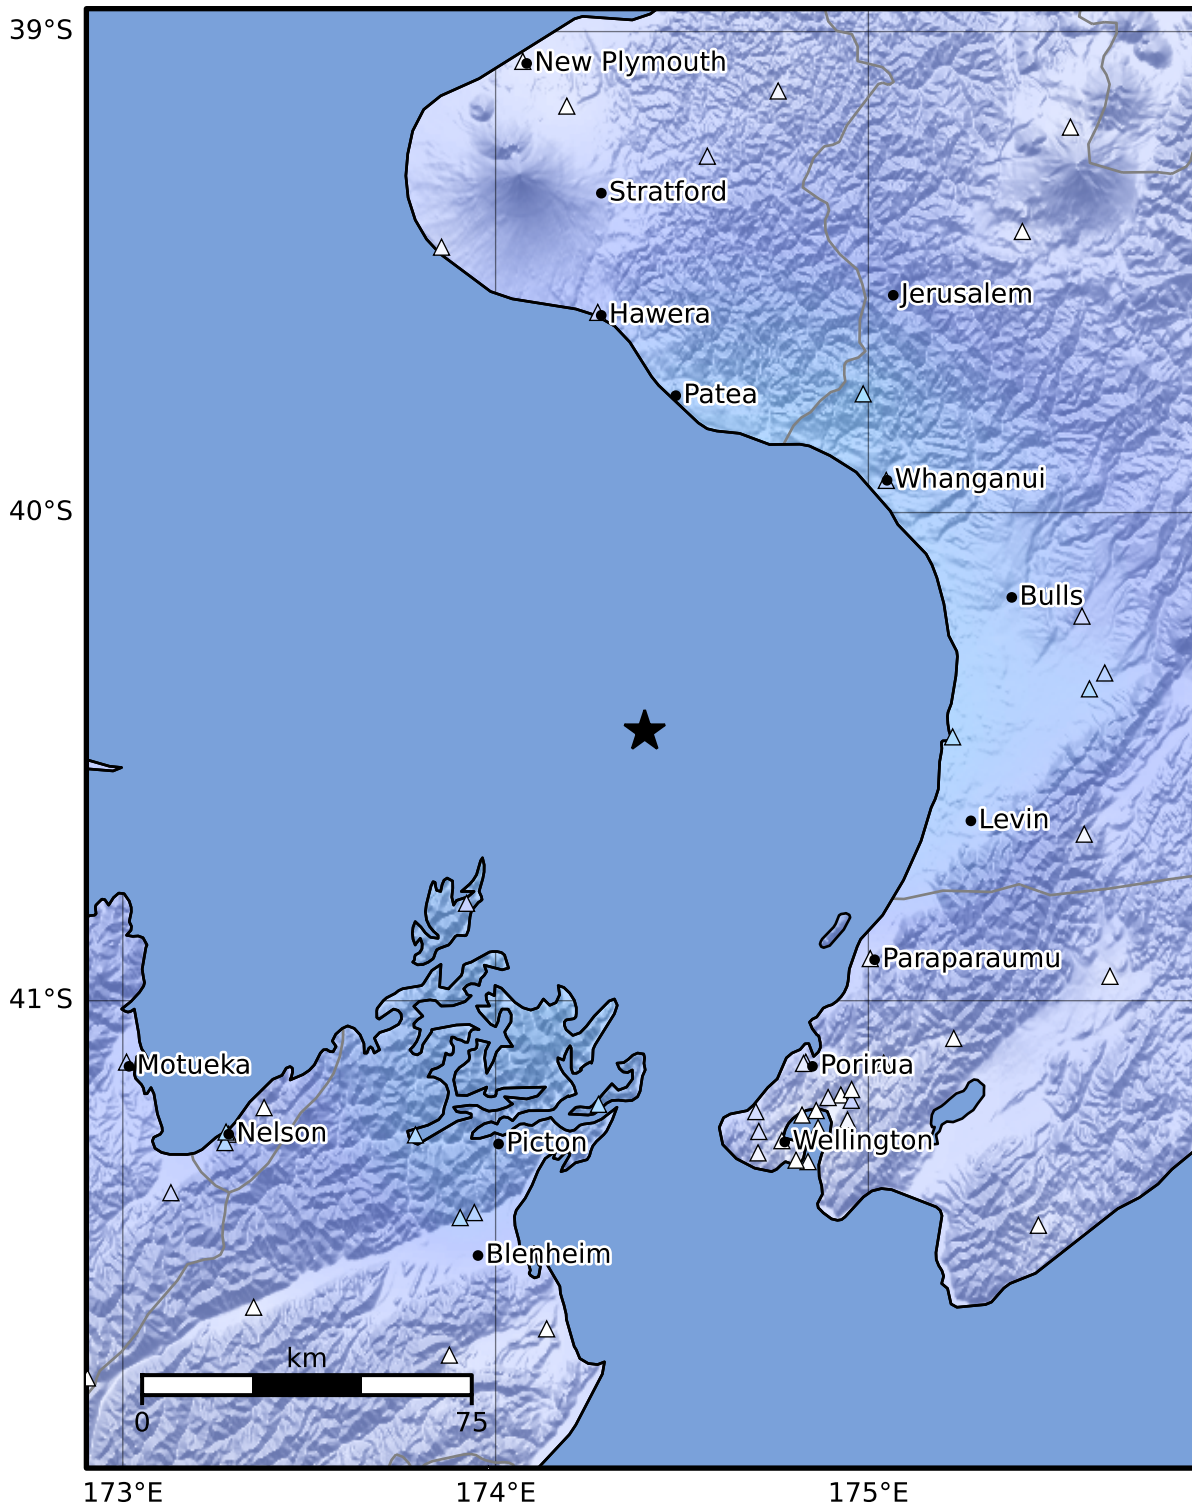 39°S
New Plymouth
Stratford
Jerusalem
Hawera
Patea
Whanganui
40°S
Bulls
Levin
Paraparaumu
41°S
Motueka
Porirua
Nelson
Picton
Wellington
Blenheim
km
0
75
173°E
174°E
175°E